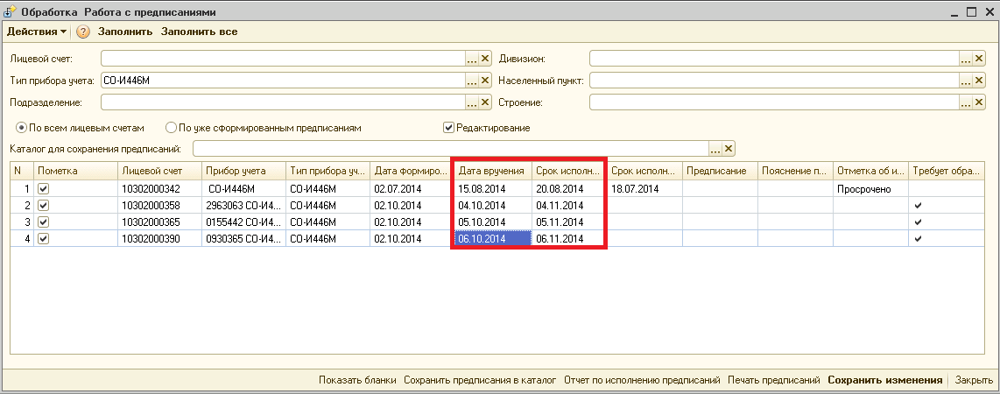 Обработка Работа с предписаниями
Действия ? Заполнить Заполнить все
Лицевой счет: ... Дивизион: ...
Тип прибора учета: СО-И446М ... Населенный пункт: ...
Подразделение: ... Строение: ...
По всем лицевым счетам По уже сформированным предписаниям Редактирование
Каталог для сохранения предписаний: ...
N Пометка Лицевой счет Прибор учета Тип прибора уч... Дата формиро... Дата вручения Срок исполн... Срок исполн... Предписание Пояснение п... Отметка об и... Требует обра...
1 10302000342 СО-И446М СО-И446М 02.07.2014 15.08.2014 20.08.2014 18.07.2014 Просрочено
2 10302000358 2963063 СО-И4... СО-И446М 02.10.2014 04.10.2014 04.11.2014
3 10302000365 0155442 СО-И4... СО-И446М 02.10.2014 05.10.2014 05.11.2014
4 10302000390 0930365 СО-И4... СО-И446М 02.10.2014 06.10.2014 06.11.2014
Показать бланки Сохранить предписания в каталог Отчет по исполнению предписаний Печать предписаний Сохранить изменения Закрыть